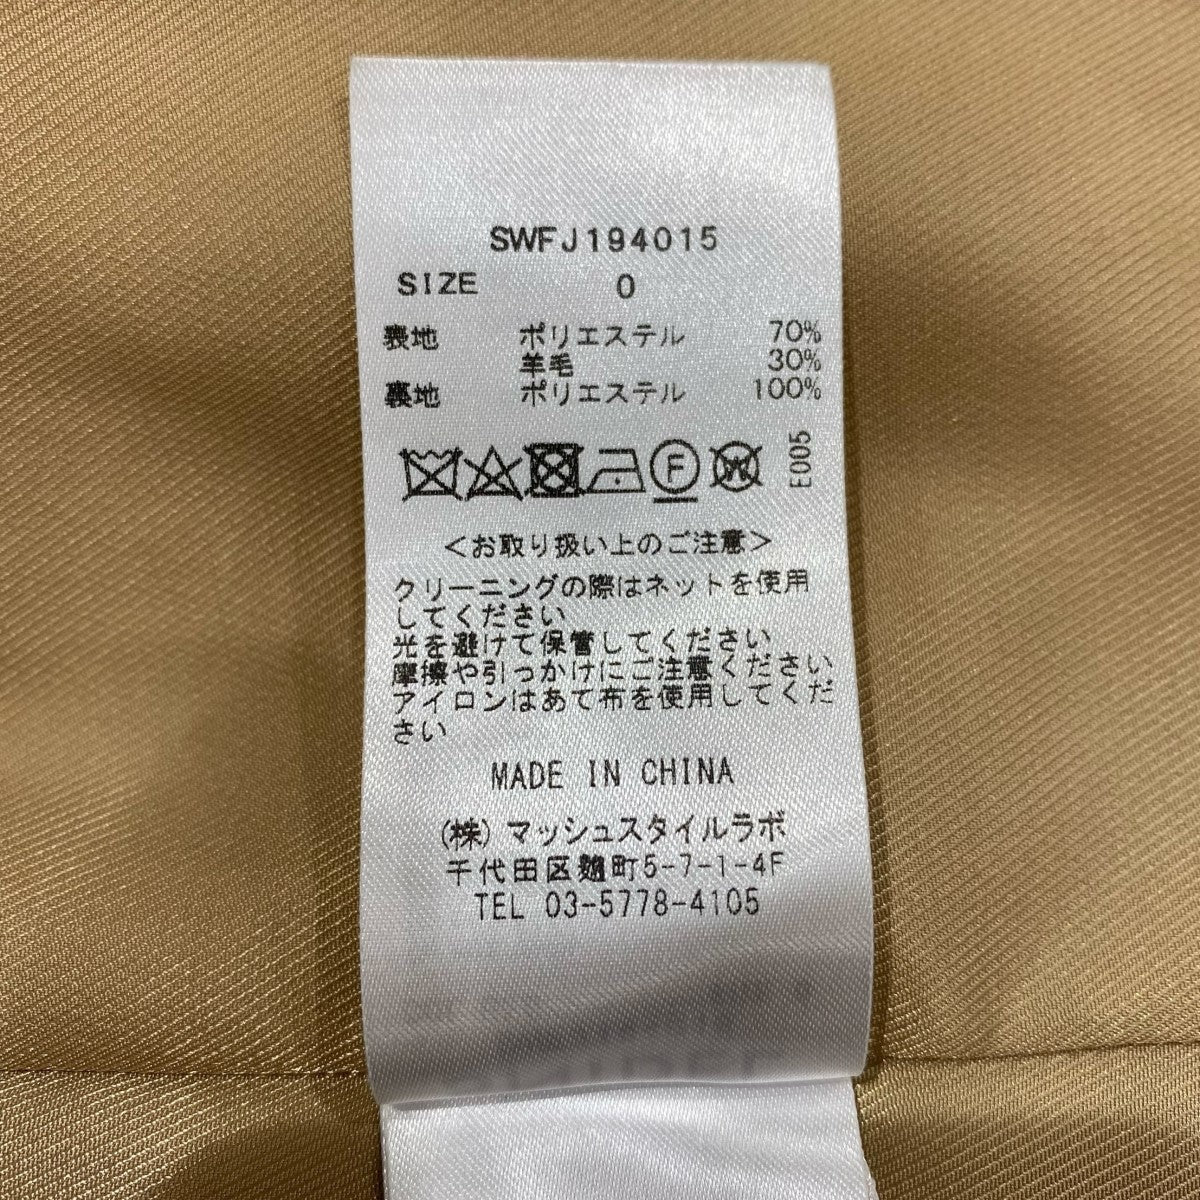 SWFJ194015
SIZE 0
表地 ポリエステル 70%
羊毛 30%
裏地 ポリエステル 100%
F W E005
<お取り扱い上のご注意>
クリーニングの際はネットを使用
してください
光を避けて保管してください
摩擦や引っかけにご注意ください
アイロンはあて布を使用してくだ
さい
MADE IN CHINA
(株) マッシュスタイルラボ
千代田区麹町5-7-1-4F
TEL 03-5778-4105